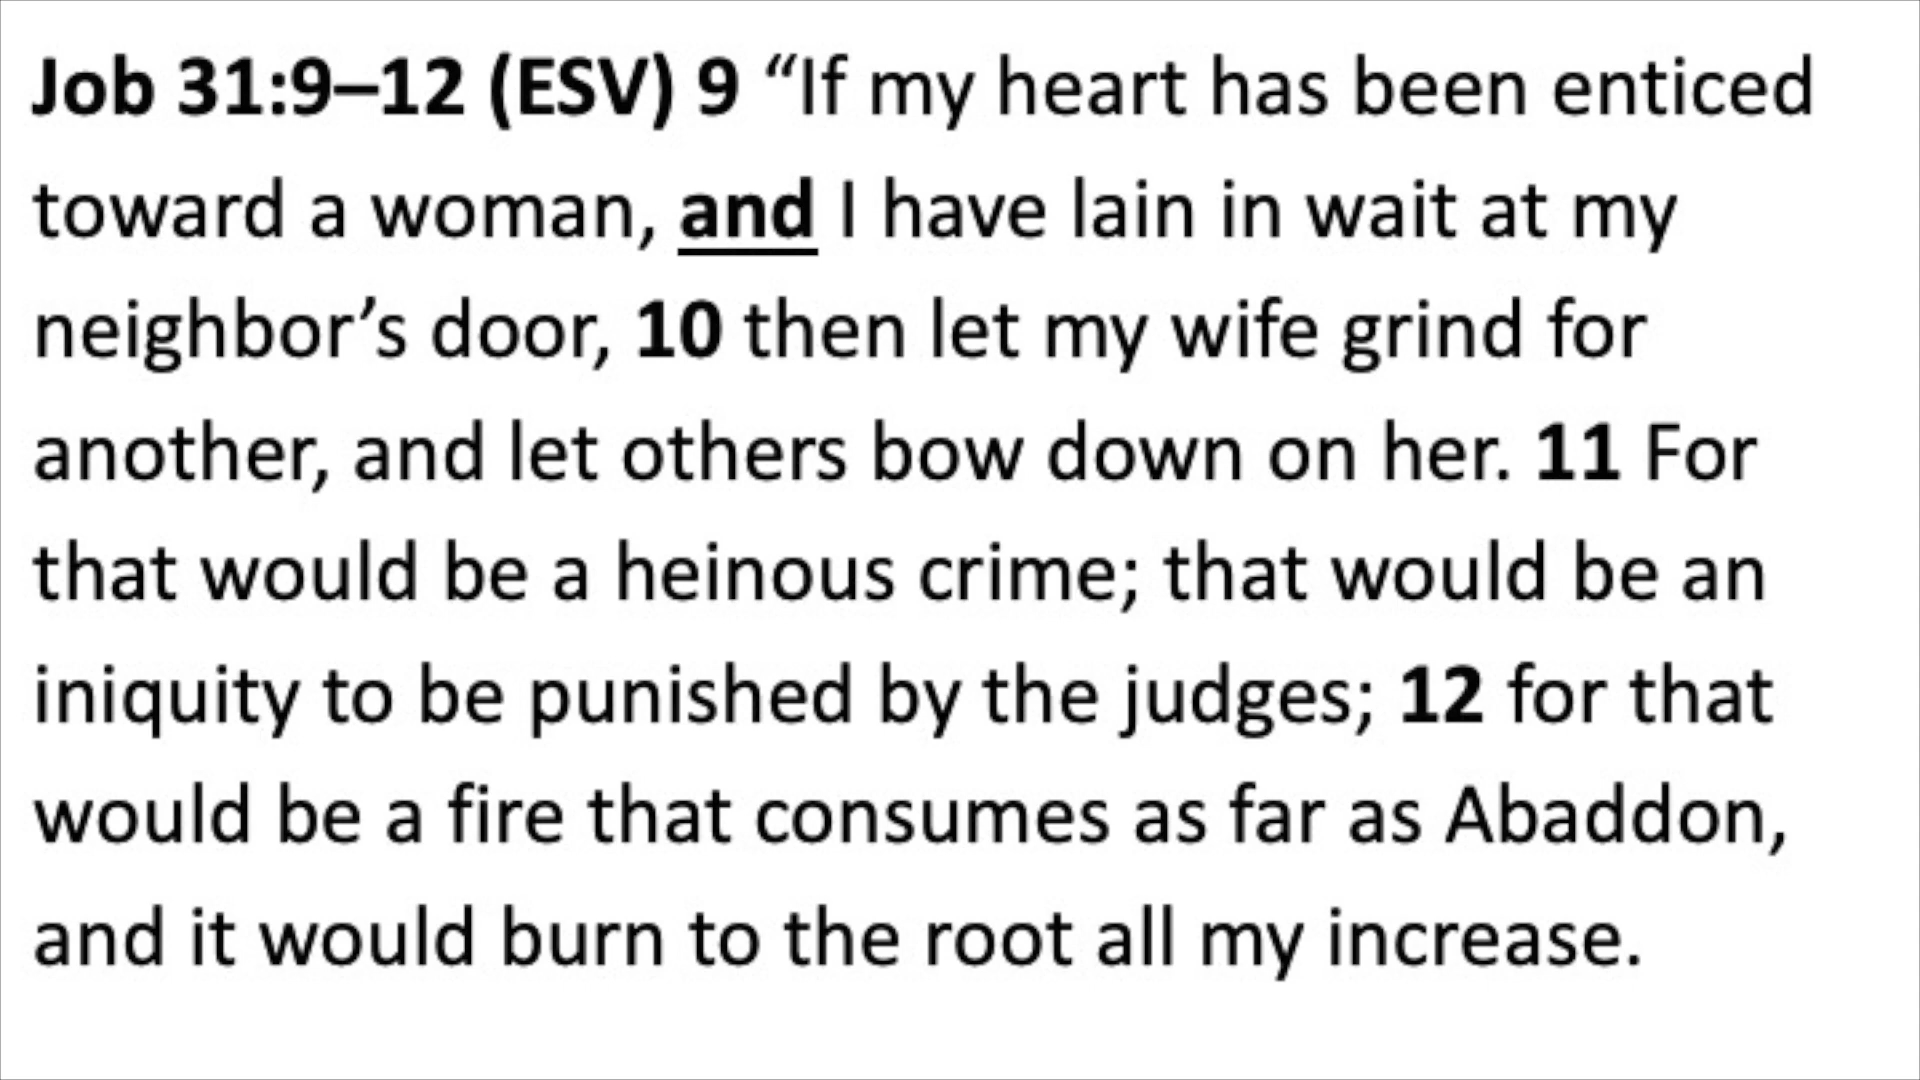 Job 31:9–12 (ESV) 9 “If my heart has been enticed
toward a woman, and I have lain in wait at my
neighbor’s door, 10 then let my wife grind for
another, and let others bow down on her. 11 For
that would be a heinous crime; that would be an
iniquity to be punished by the judges; 12 for that
would be a fire that consumes as far as Abaddon,
and it would burn to the root all my increase.